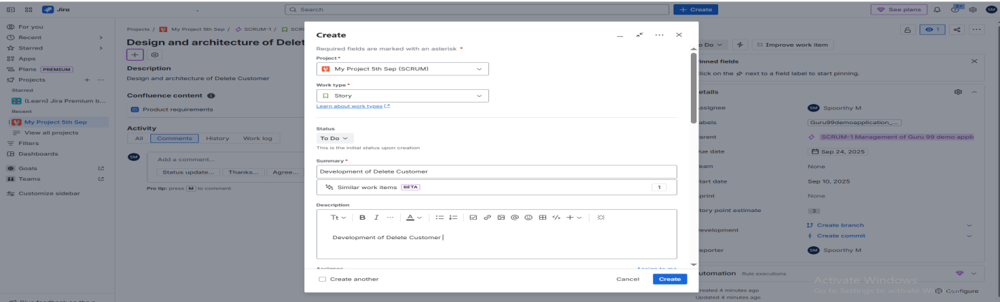 Jira
Search
+ Create
See plans
3+
SM
For you
Recent
Starred
Apps
Plans PREMIUM
Projects
Starred
(Learn) Jira Premium b...
Recent
My Project 5th Sep
View all projects
Filters
Dashboards
Goals
Teams
Customize sidebar
Projects / My Project 5th Sep / SCRUM-1 / SCRI
Design and architecture of Delet
Description
Design and architecture of Delete Customer
Confluence content
Product requirements
Activity
All Comments History Work log
SM
Add a comment...
Status update... Thanks... Agree...
Pro tip: press M to comment
Create
Required fields are marked with an asterisk *
Project *
My Project 5th Sep (SCRUM)
Work type *
Story
Learn about work types
Status
To Do
This is the initial status upon creation
Summary *
Development of Delete Customer
Similar work items BETA 1
Description
Tt B I ... A
Development of Delete Customer
Assignee Assign to me
Create another
Cancel Create
1
o Do
Improve work item
inned fields
lick on the next to a field label to start pinning.
etails
ssignee SM Spoorthy M
abels Guru99demoapplication_...
arent SCRUM-1 Management of Guru 99 demo appli
ue date Sep 24, 2025
eam None
tart date Sep 10, 2025
print None
tory point estimate 3
evelopment Create branch
Create commit
eporter SM Spoorthy M
utomation Rule executions
Activate Windows
reated 4 minutes ago
Go to Settings to activate W
Configure
Updated 4 minutes ago